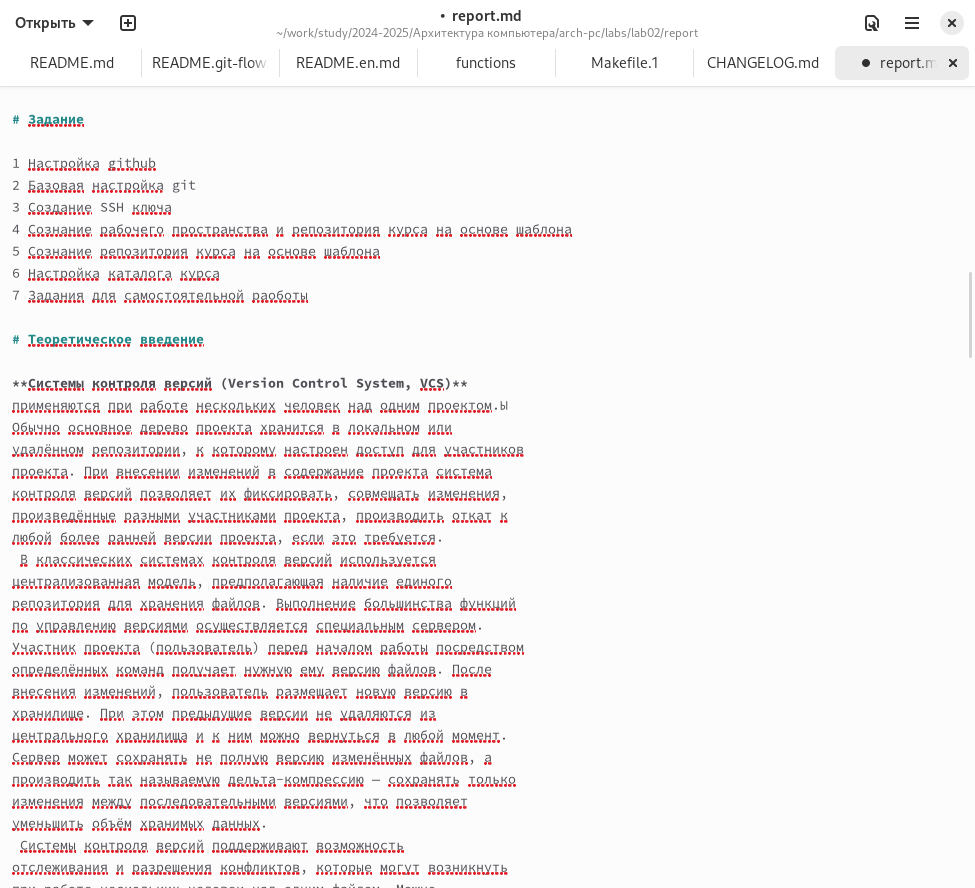 Открыть
• report.md
~/work/study/2024-2025/Архитектура компьютера/arch-pc/labs/lab02/report
README.md README.git-flow README.en.md functions Makefile.1 CHANGELOG.md ● report.m
# Задание
1 Настройка github
2 Базовая настройка git
3 Создание SSH ключа
4 Сознание рабочего пространства и репозитория курса на основе шаблона
5 Сознание репозитория курса на основе шаблона
6 Настройка каталога курса
7 Задания для самостоятельной раоботы
# Теоретическое введение
**Системы контроля версий (Version Control System, VCS)**
применяются при работе нескольких человек над одним проектом.Ы
Обычно основное дерево проекта хранится в локальном или
удалённом репозитории, к которому настроен доступ для участников
проекта. При внесении изменений в содержание проекта система
контроля версий позволяет их фиксировать, совмещать изменения,
произведённые разными участниками проекта, производить откат к
любой более ранней версии проекта, если это требуется.
В классических системах контроля версий используется
централизованная модель, предполагающая наличие единого
репозитория для хранения файлов. Выполнение большинства функций
по управлению версиями осуществляется специальным сервером.
Участник проекта (пользователь) перед началом работы посредством
определённых команд получает нужную ему версию файлов. После
внесения изменений, пользователь размещает новую версию в
хранилище. При этом предыдущие версии не удаляются из
центрального хранилища и к ним можно вернуться в любой момент.
Сервер может сохранять не полную версию изменённых файлов, а
производить так называемую дельта-компрессию — сохранять только
изменения между последовательными версиями, что позволяет
уменьшить объём хранимых данных.
Системы контроля версий поддерживают возможность
отслеживания и разрешения конфликтов, которые могут возникнуть
при работе нескольких человек над одним файлом. Можно